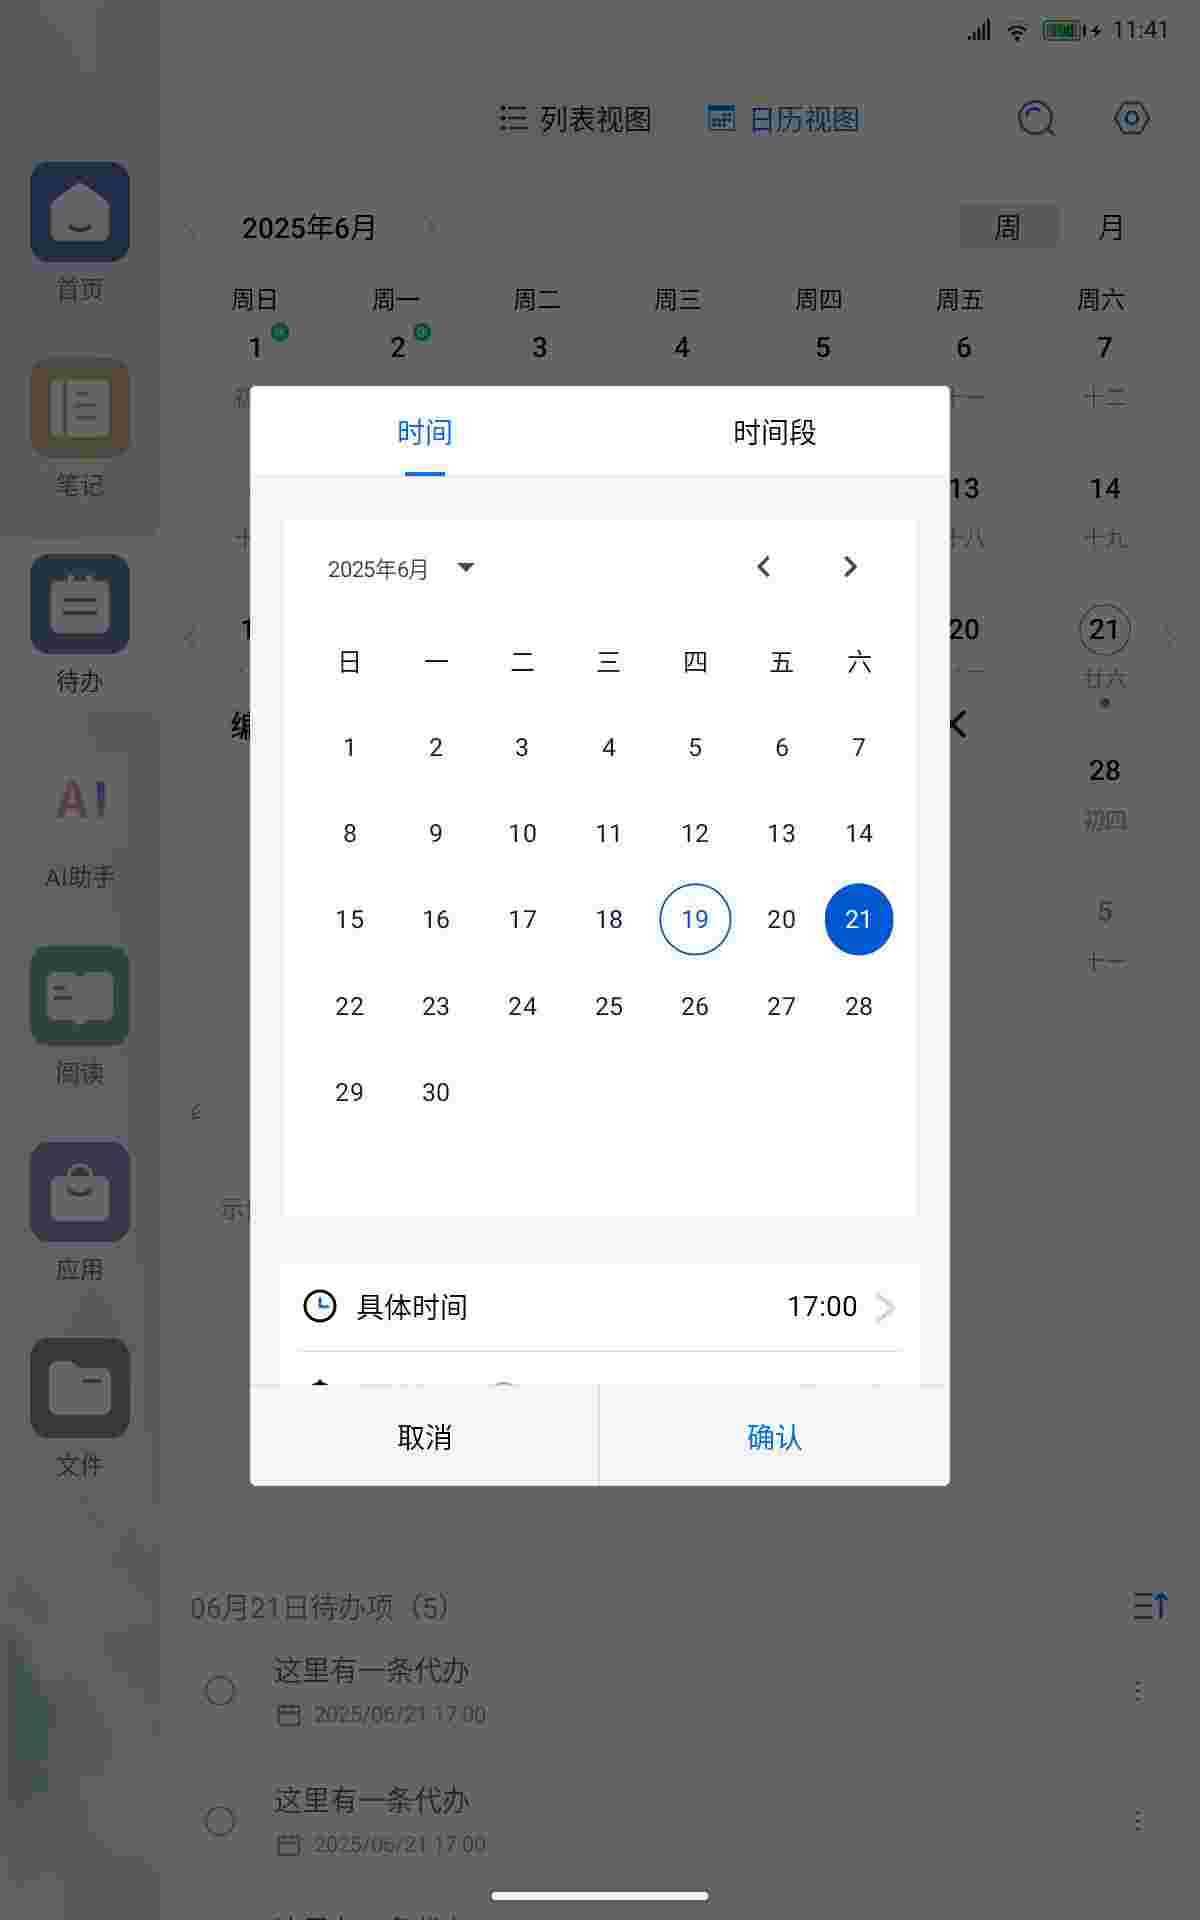 11:41
列表视图 日历视图
2025年6月 周 月
首页
周日 周一 周二 周三 周四 周五 周六
1 2 3 4 5 6 7
十一 十二
时间 时间段
笔记
13 14
十八 十九
2025年6月
20 21
廿六
日 一 二 三 四 五 六
待办
编
1 2 3 4 5 6 7
28
初四
8 9 10 11 12 13 14
AI
AI助手
15 16 17 18 19 20 21
5
十一
22 23 24 25 26 27 28
阅读
29 30
示
应用
具体时间 17:00
取消 确认
文件
06月21日待办项（5）
这里有一条代办
2025/06/21 17:00
这里有一条代办
2025/06/21 17:00